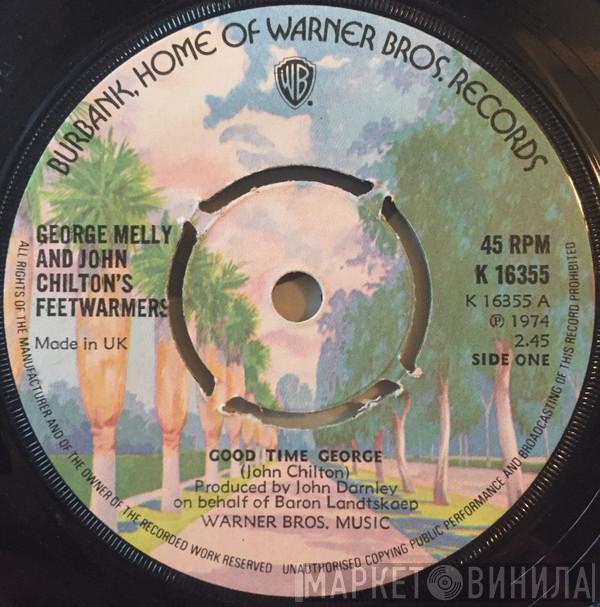 BURBANK, HOME OF WARNER BROS. RECORDS
WB
GEORGE MELLY
AND JOHN
CHILTON'S
FEETWARMERS
Made in UK
45 RPM
K 16355
K 16355 A
Ⓟ 1974
2.45
SIDE ONE
GOOD TIME GEORGE
(John Chilton)
Produced by John Darnley
on behalf of Baron Landtskaep
WARNER BROS. MUSIC
ALL RIGHTS OF THE MANUFACTURER AND OF THE OWNER OF THE RECORDED WORK RESERVED UNAUTHORISED COPYING PUBLIC PERFORMANCE AND BROADCASTING OF THIS RECORD PROHIBITED
МАРКЕТ ВИНИЛА